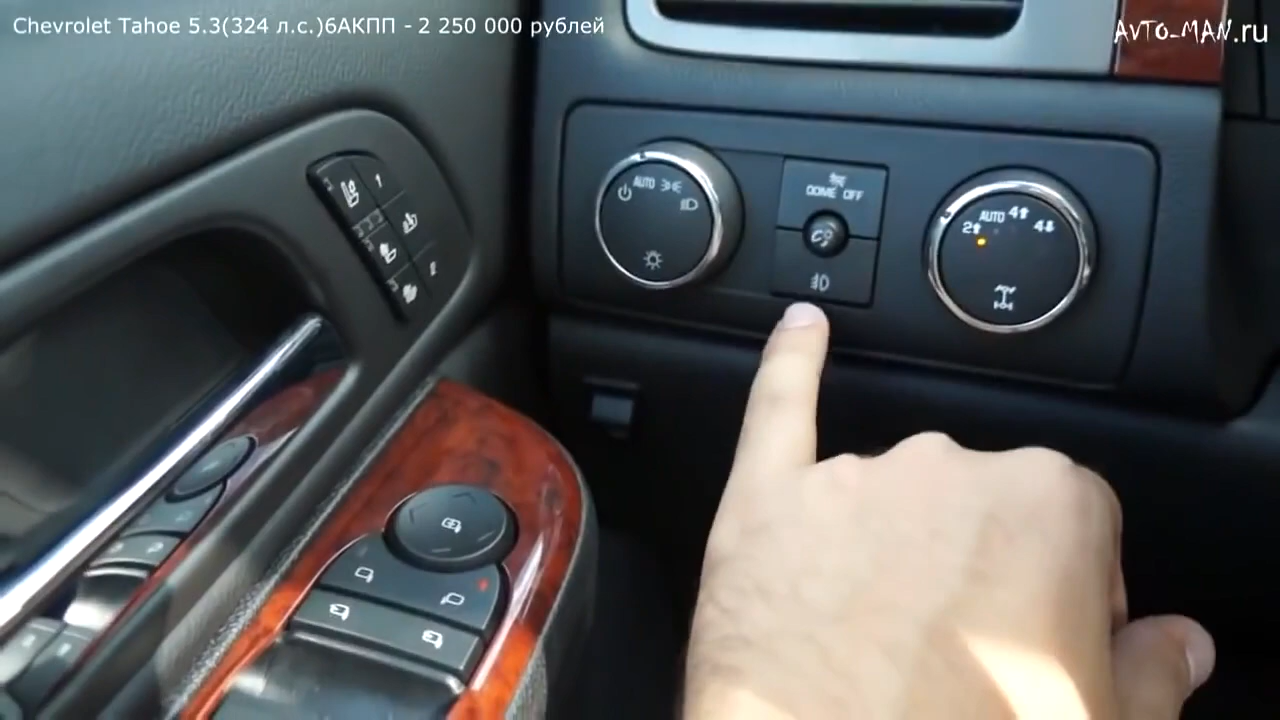 Chevrolet Tahoe 5.3(324 л.с.)6АКПП - 2 250 000 рублей
AVTO-MAN.ru
1
2
AUTO
DOME OFF
AUTO
2↑ 4↑ 4↓